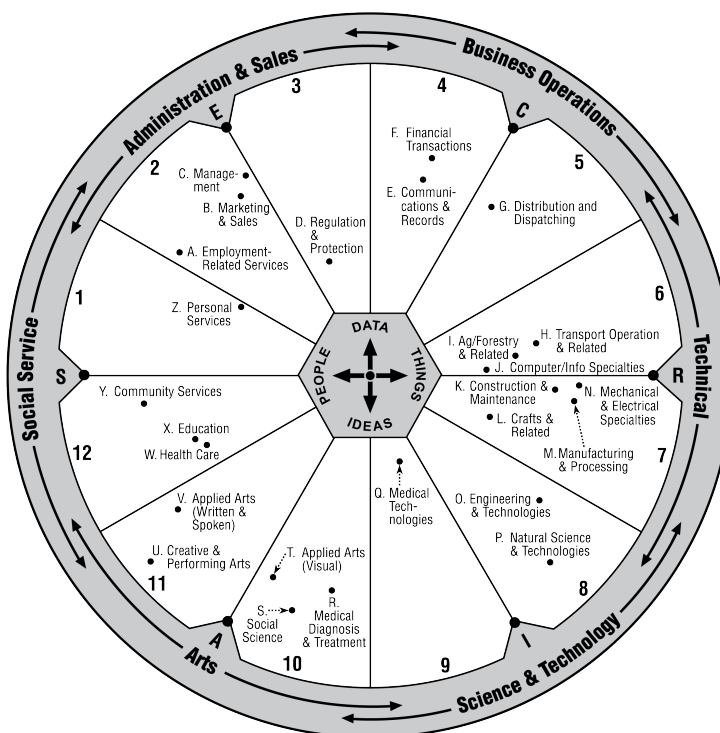 Administration & Sales
Business Operations
Technical
Science & Technology
Arts
Social Service
E
C
R
I
A
S
1
2
3
4
5
6
7
8
9
10
11
12
DATA
THINGS
IDEAS
PEOPLE
A. Employment-
Related Services
B. Marketing
& Sales
C. Manage-
ment
D. Regulation
&
Protection
E. Communi-
cations &
Records
F. Financial
Transactions
G. Distribution and
Dispatching
H. Transport Operation
& Related
I. Ag/Forestry
& Related
J. Computer/Info Specialties
K. Construction &
Maintenance
L. Crafts &
Related
M. Manufacturing
& Processing
N. Mechanical
& Electrical
Specialties
O. Engineering
& Technologies
P. Natural Science
& Technologies
Q. Medical
Tech-
nologies
R.
Medical
Diagnosis
& Treatment
S.
Social
Science
T. Applied Arts
(Visual)
U. Creative &
Performing Arts
V. Applied Arts
(Written &
Spoken)
W. Health Care
X. Education
Y. Community Services
Z. Personal
Services